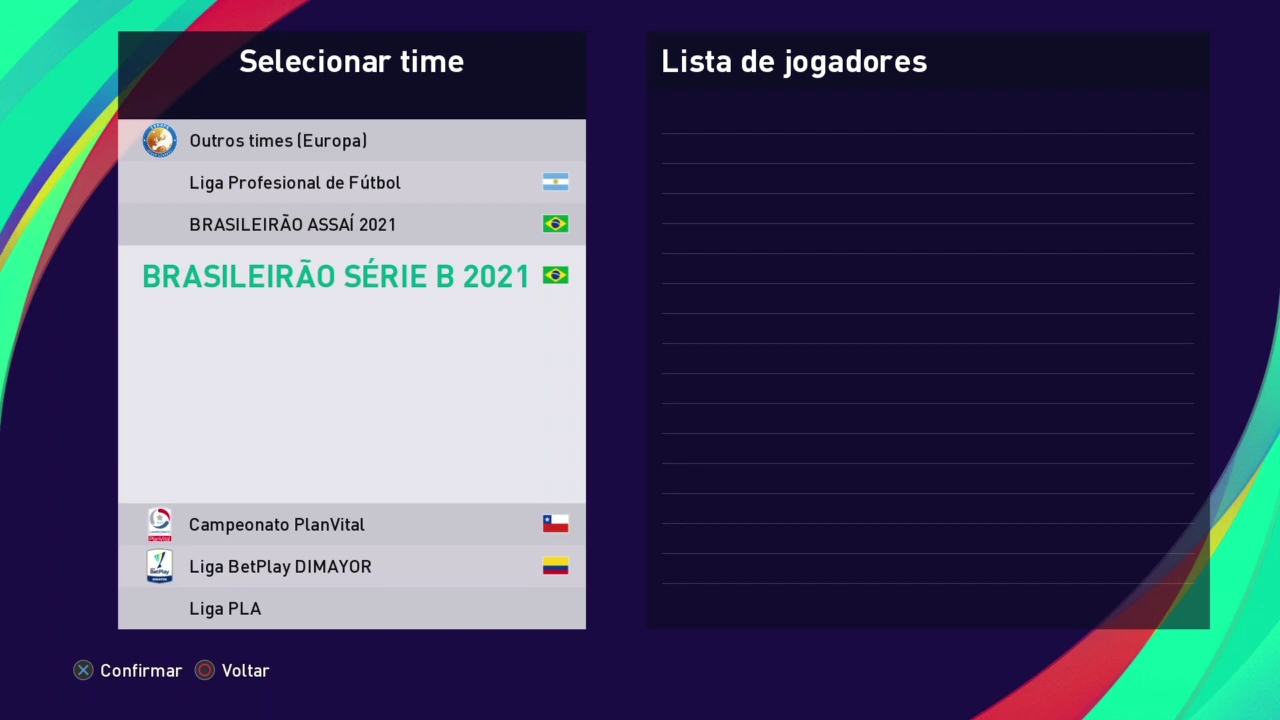 Selecionar time
Outros times (Europa)
Liga Profesional de Fútbol
BRASILEIRÃO ASSAÍ 2021
BRASILEIRÃO SÉRIE B 2021
Campeonato PlanVital
Liga BetPlay DIMAYOR
Liga PLA
Lista de jogadores
Confirmar
Voltar